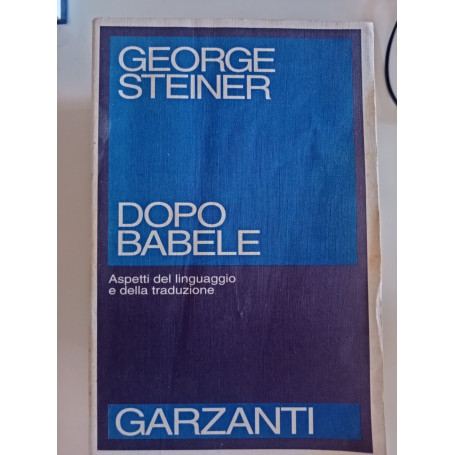 GEORGE
STEINER
DOPO
BABELE
Aspetti del linguaggio
e della traduzione
GARZANTI